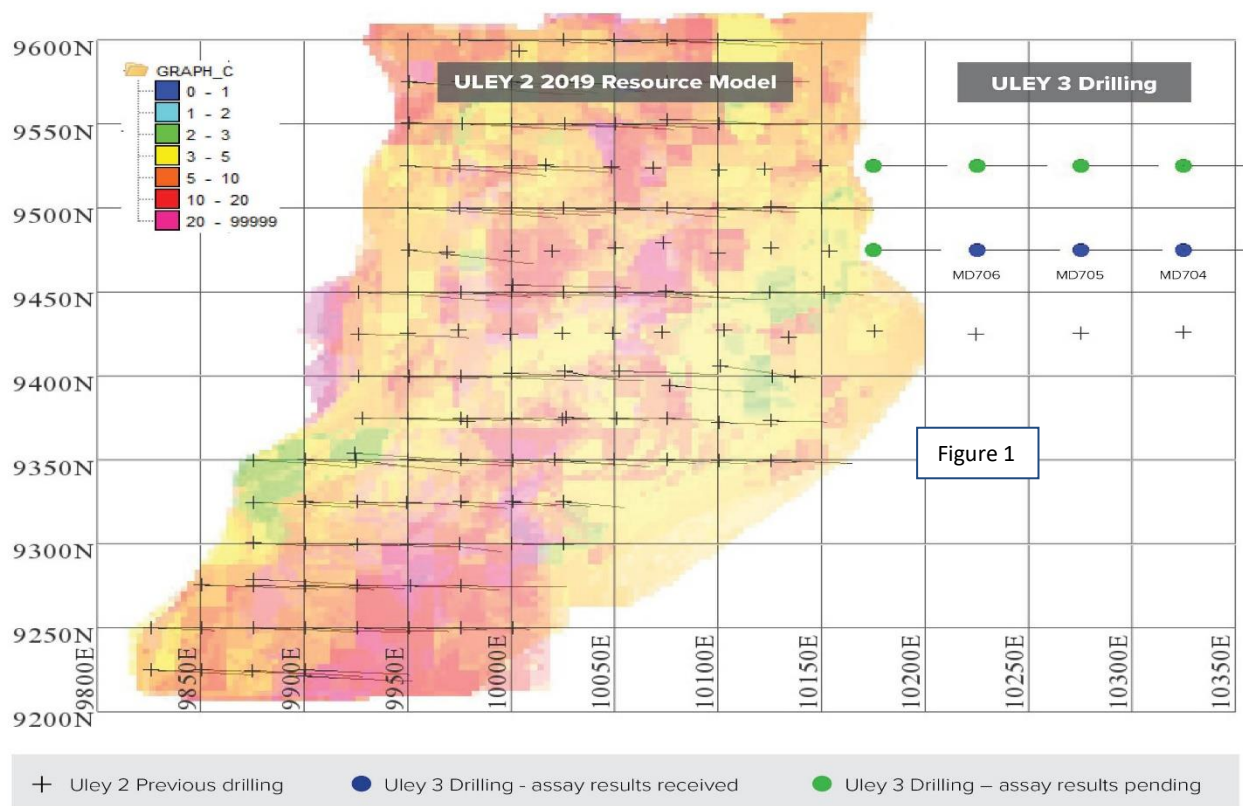 9600N
9550N
9500N
9450N
9400N
9350N
9300N
9250N
9200N
GRAPH_C
0 - 1
1 - 2
2 - 3
3 - 5
5 - 10
10 - 20
20 - 99999
ULEY 2 2019 Resource Model
ULEY 3 Drilling
MD706
MD705
MD704
Figure 1
9800E
9850E
9900E
9950E
10000E
10050E
10100E
10150E
10200E
10250E
10300E
10350E
Uley 2 Previous drilling
Uley 3 Drilling - assay results received
Uley 3 Drilling – assay results pending